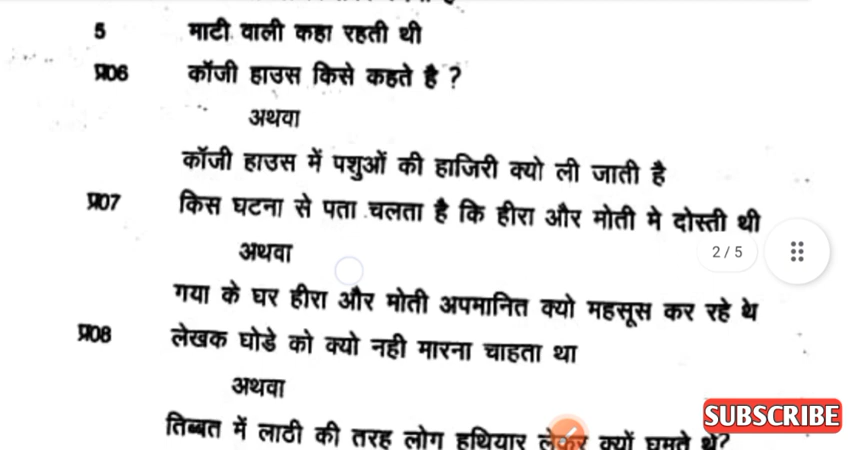 5 माटी वाली कहा रहती थी
प्र06 कॉजी हाउस किसे कहते है ?
अथवा
कॉजी हाउस में पशुओं की हाजिरी क्यो ली जाती है
प्र07 किस घटना से पता चलता है कि हीरा और मोती मे दोस्ती थी
अथवा
2/5
गया के घर हीरा और मोती अपमानित क्यो महसूस कर रहे थे
प्र08 लेखक घोडे को क्यो नही मारना चाहता था
अथवा
SUBSCRIBE
तिब्बत में लाठी की तरह लोग हथियार लेकर क्यों घूमते थे?